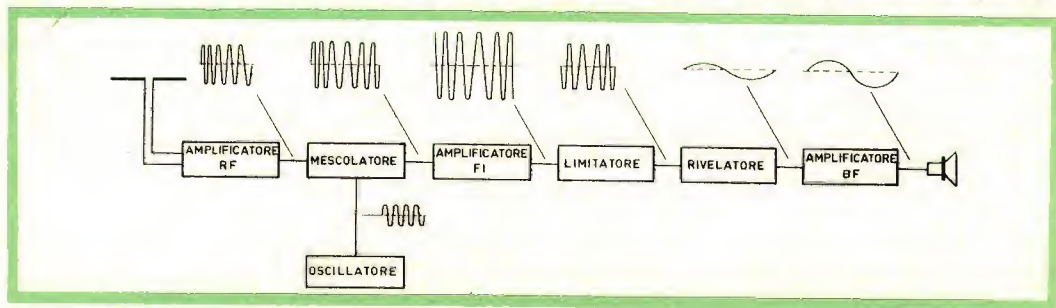 AMPLIFICATORE
RF
MESCOLATORE
AMPLIFICATORE
FI
LIMITATORE
RIVELATORE
AMPLIFICATORE
BF
OSCILLATORE